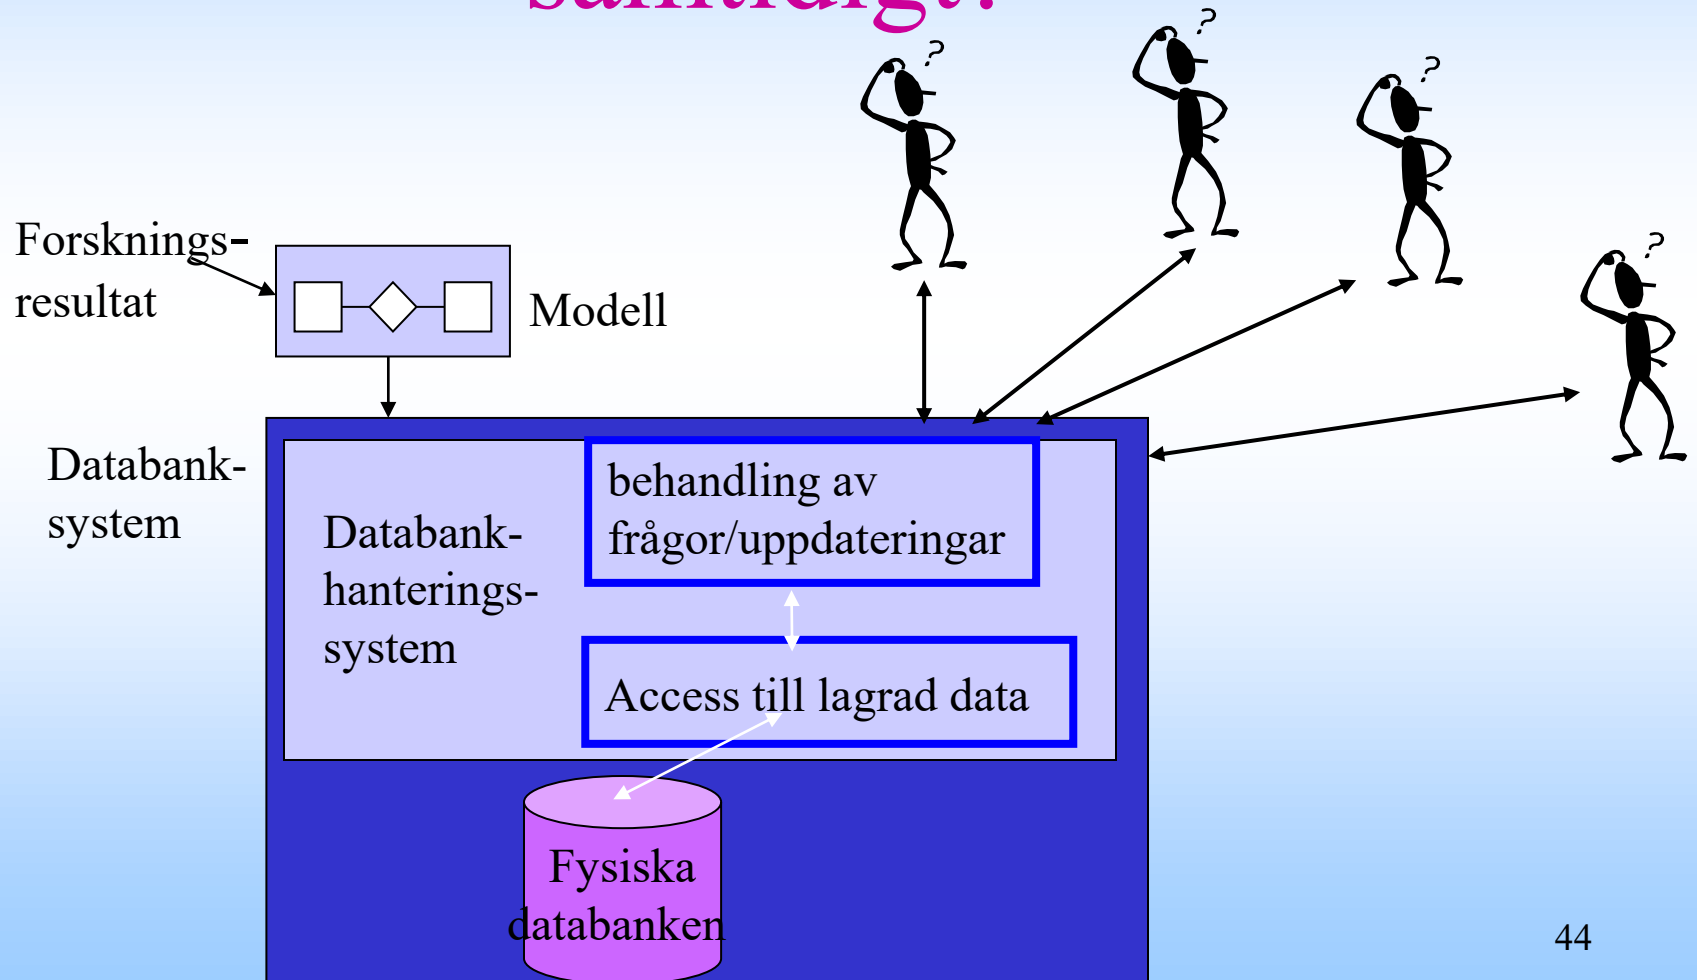 samtidigt?
?
?
?
?
Forsknings-
resultat
Modell
Databank-
system
behandling av
frågor/uppdateringar
Databank-
hanterings-
system
Access till lagrad data
Fysiska
databanken
44